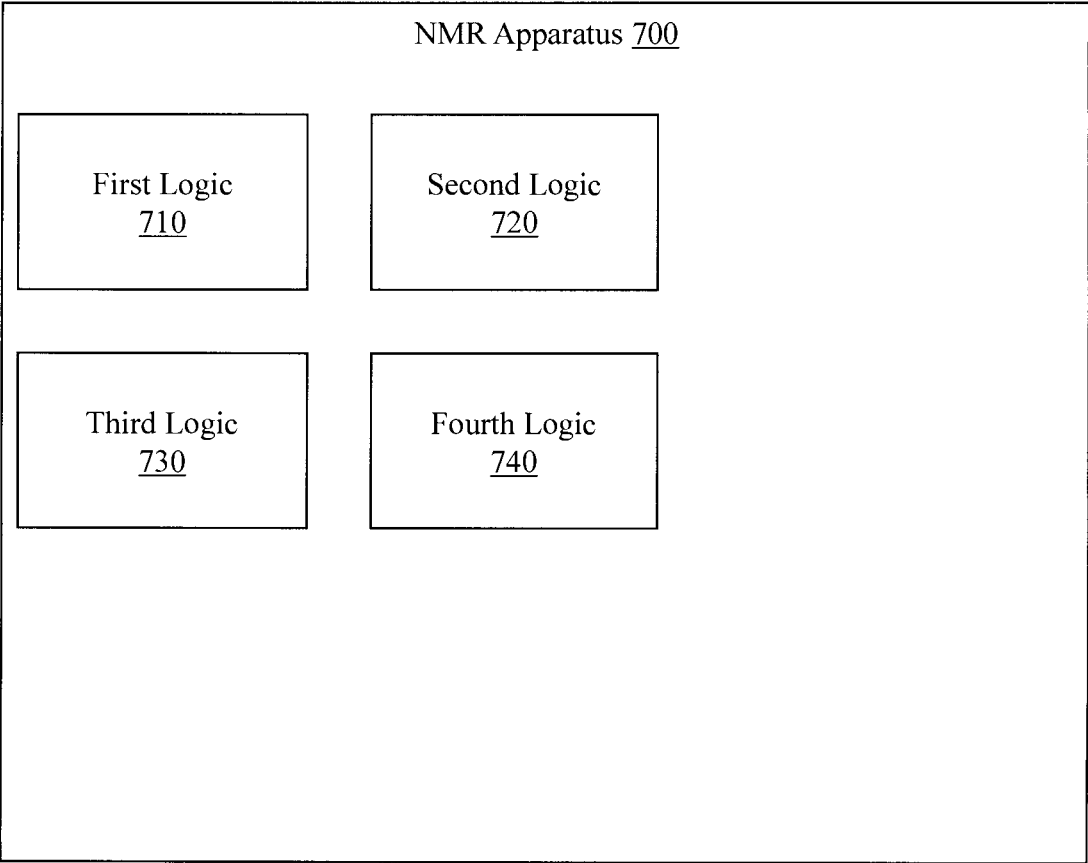 NMR Apparatus 700
First Logic
710
Second Logic
720
Third Logic
730
Fourth Logic
740